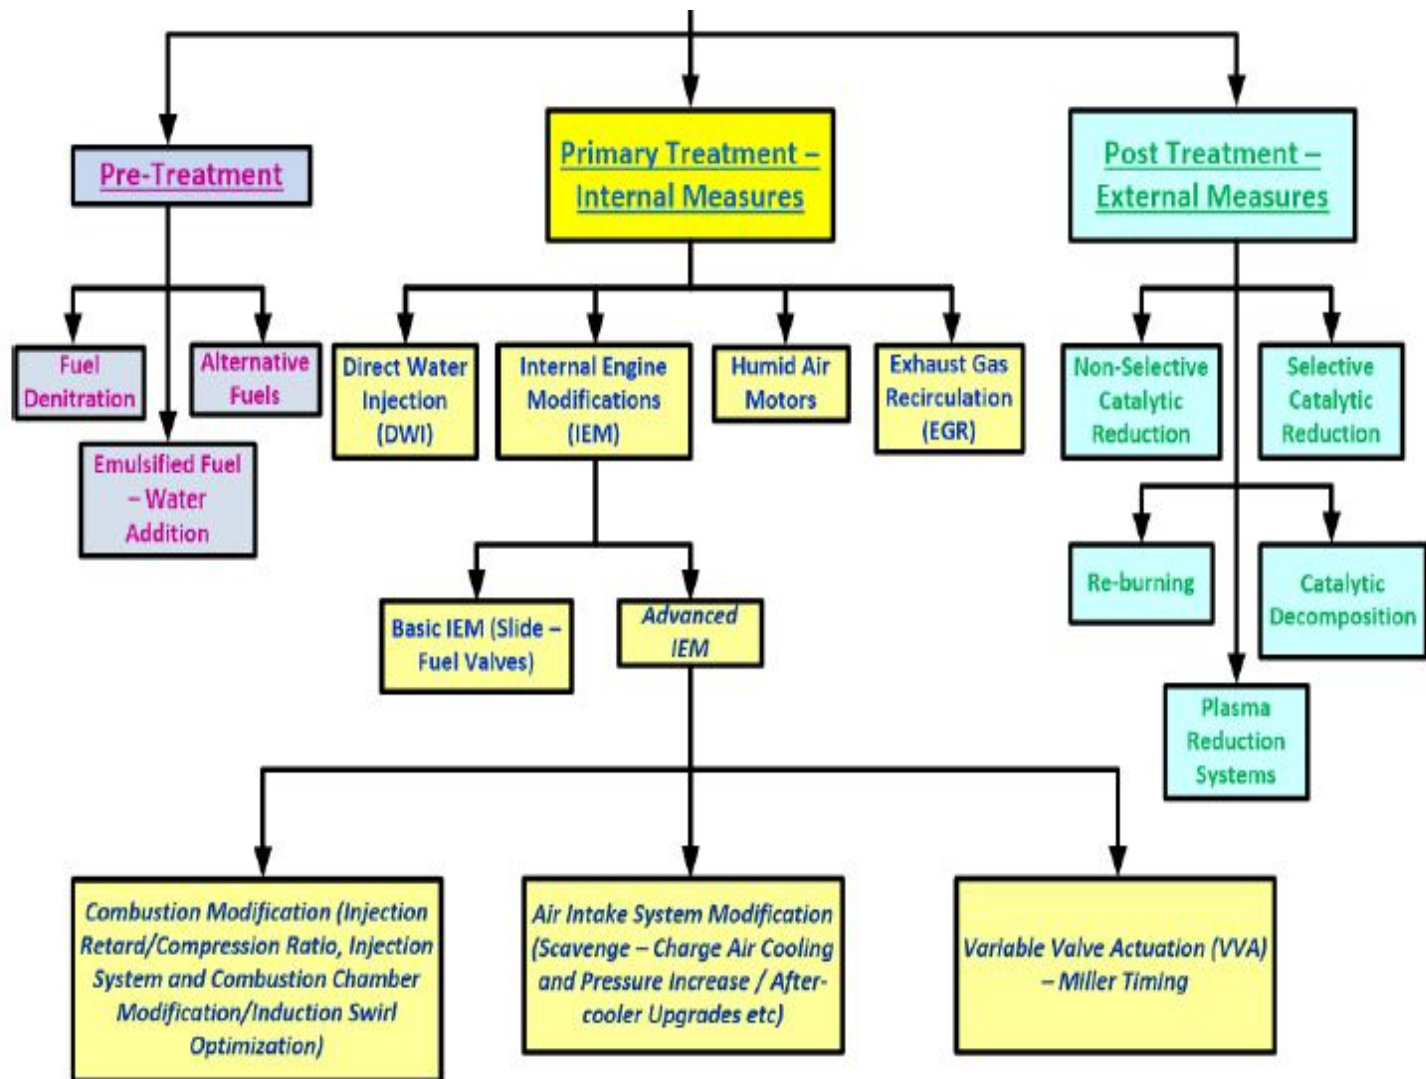 Pre-Treatment
Primary Treatment –
Internal Measures
Post Treatment –
External Measures
Fuel
Denitration
Alternative
Fuels
Emulsified Fuel
– Water
Addition
Direct Water
Injection
(DWI)
Internal Engine
Modifications
(IEM)
Humid Air
Motors
Exhaust Gas
Recirculation
(EGR)
Non-Selective
Catalytic
Reduction
Selective
Catalytic
Reduction
Re-burning
Catalytic
Decomposition
Plasma
Reduction
Systems
Basic IEM (Slide –
Fuel Valves)
Advanced
IEM
Combustion Modification (Injection
Retard/Compression Ratio, Injection
System and Combustion Chamber
Modification/Induction Swirl
Optimization)
Air Intake System Modification
(Scavenge – Charge Air Cooling
and Pressure Increase / After-
cooler Upgrades etc)
Variable Valve Actuation (VVA)
– Miller Timing